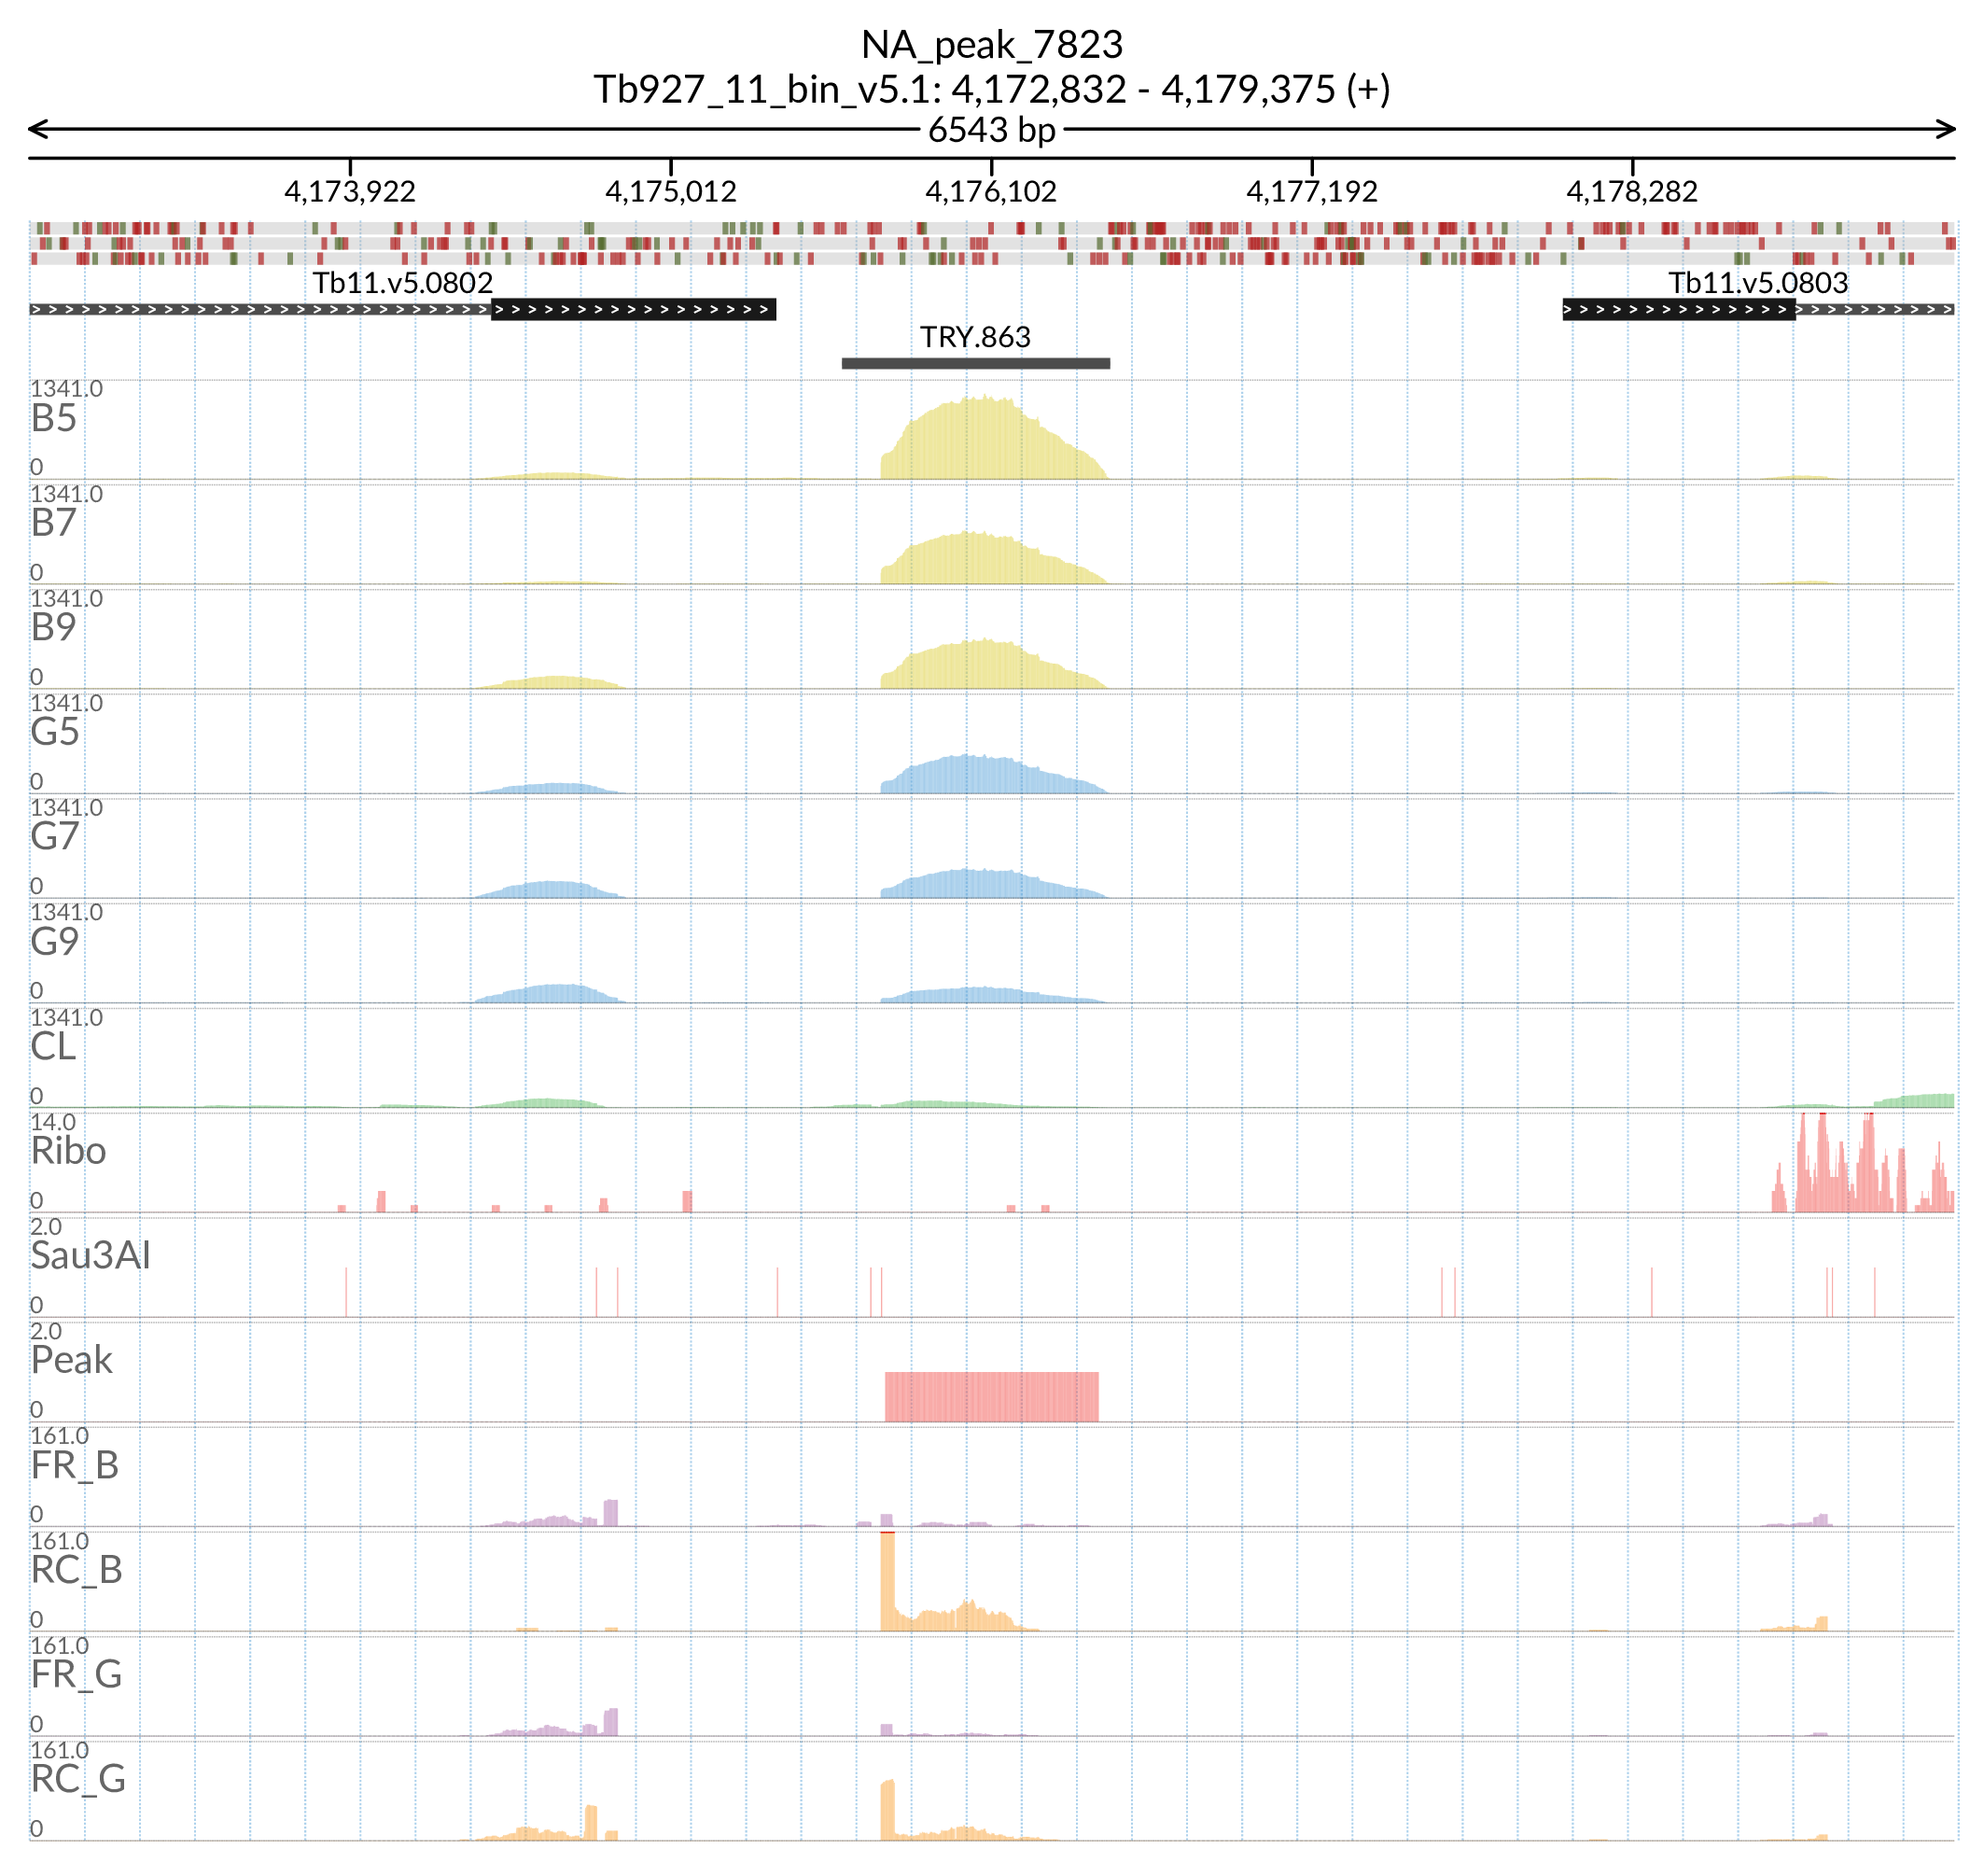 NA_peak_7823
Tb927_11_bin_v5.1: 4,172,832 - 4,179,375 (+)
6543 bp
4,173,922 4,175,012 4,176,102 4,177,192 4,178,282
Tb11.v5.0802 Tb11.v5.0803
TRY.863
1341.0
B5
0
1341.0
B7
0
1341.0
B9
0
1341.0
G5
0
1341.0
G7
0
1341.0
G9
0
1341.0
CL
0
14.0
Ribo
0
2.0
Sau3AI
0
2.0
Peak
0
161.0
FR_B
0
161.0
RC_B
0
161.0
FR_G
0
161.0
RC_G
0